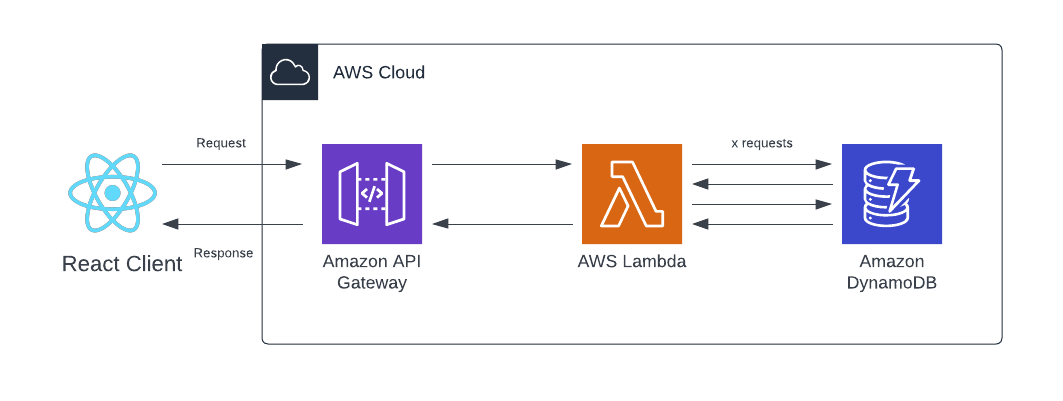 AWS Cloud
Request
x requests
</>
React Client
Response
Amazon API
Gateway
AWS Lambda
Amazon
DynamoDB